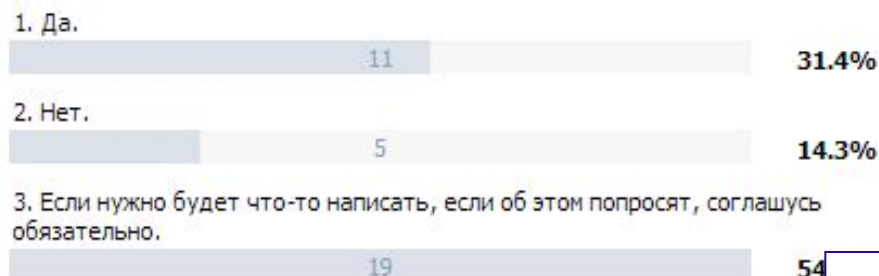 1. Да.
11 31.4%
2. Нет.
5 14.3%
3. Если нужно будет что-то написать, если об этом попросят, соглашусь
обязательно.
19 54